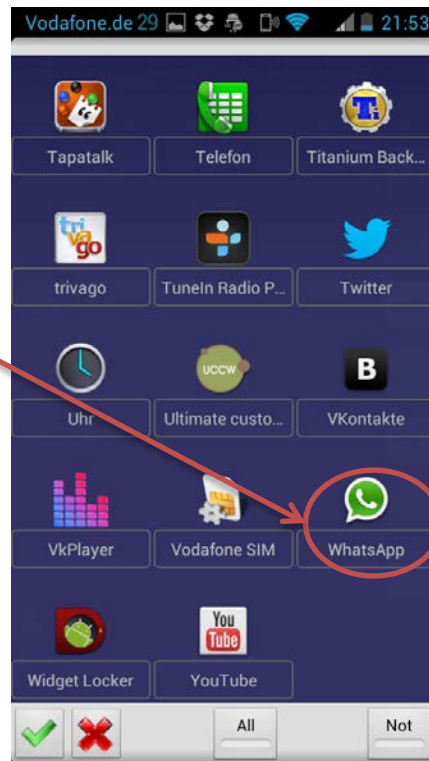 Vodafone.de 29 21:53
Tapatalk Telefon Titanium Back...
trivago
trivago TuneIn Radio P... Twitter
UCCW B
Uhr Ultimate custo... VKontakte
VkPlayer Vodafone SIM WhatsApp
You
Tube
Widget Locker YouTube
All Not